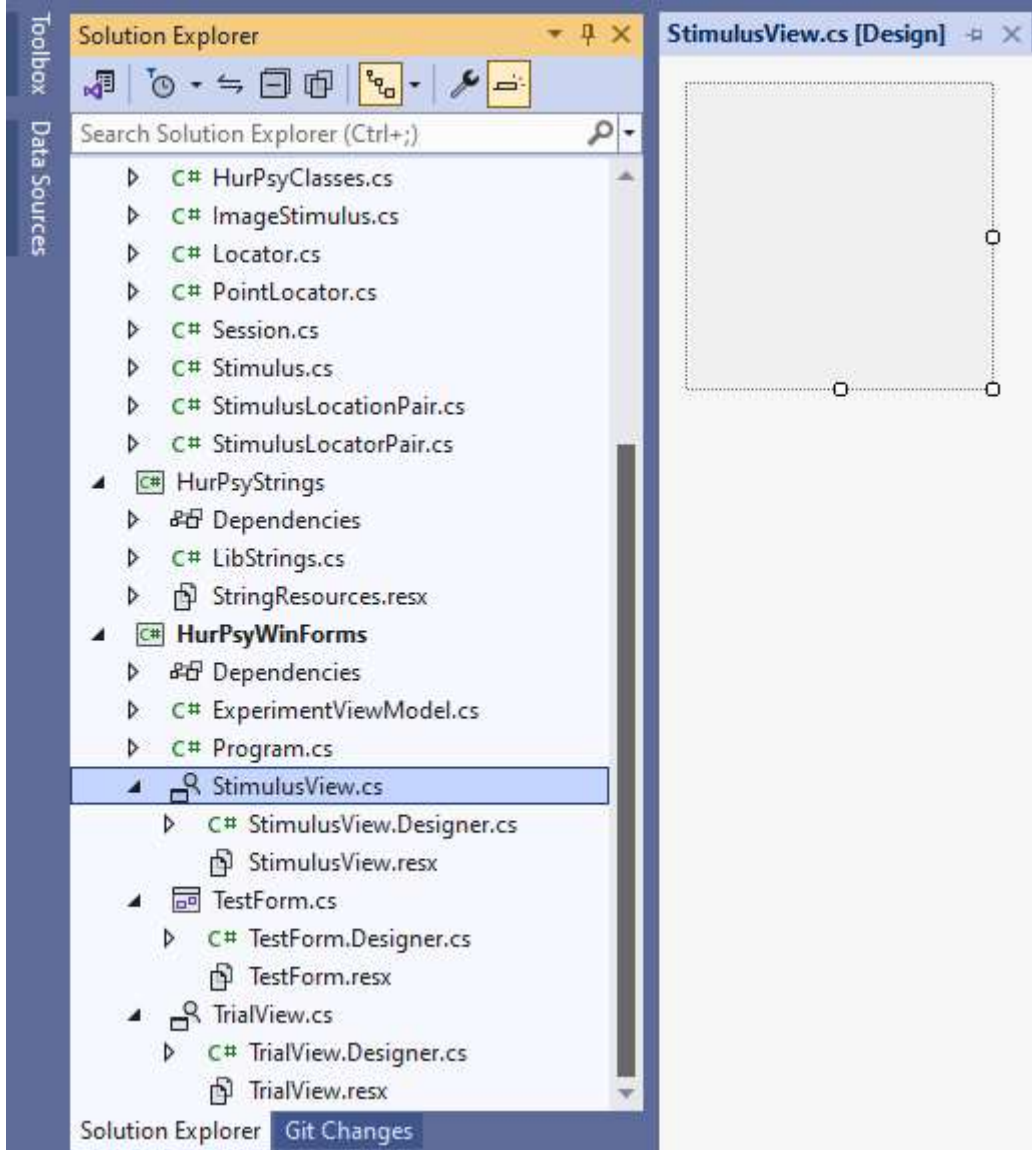 Toolbox
Data Sources
Solution Explorer
Search Solution Explorer (Ctrl+;)
C# HurPsyClasses.cs
C# ImageStimulus.cs
C# Locator.cs
C# PointLocator.cs
C# Session.cs
C# Stimulus.cs
C# StimulusLocationPair.cs
C# StimulusLocatorPair.cs
C# HurPsyStrings
Dependencies
C# LibStrings.cs
StringResources.resx
C# HurPsyWinForms
Dependencies
C# ExperimentViewModel.cs
C# Program.cs
StimulusView.cs
C# StimulusView.Designer.cs
StimulusView.resx
TestForm.cs
C# TestForm.Designer.cs
TestForm.resx
TrialView.cs
C# TrialView.Designer.cs
TrialView.resx
Solution Explorer Git Changes
StimulusView.cs [Design]